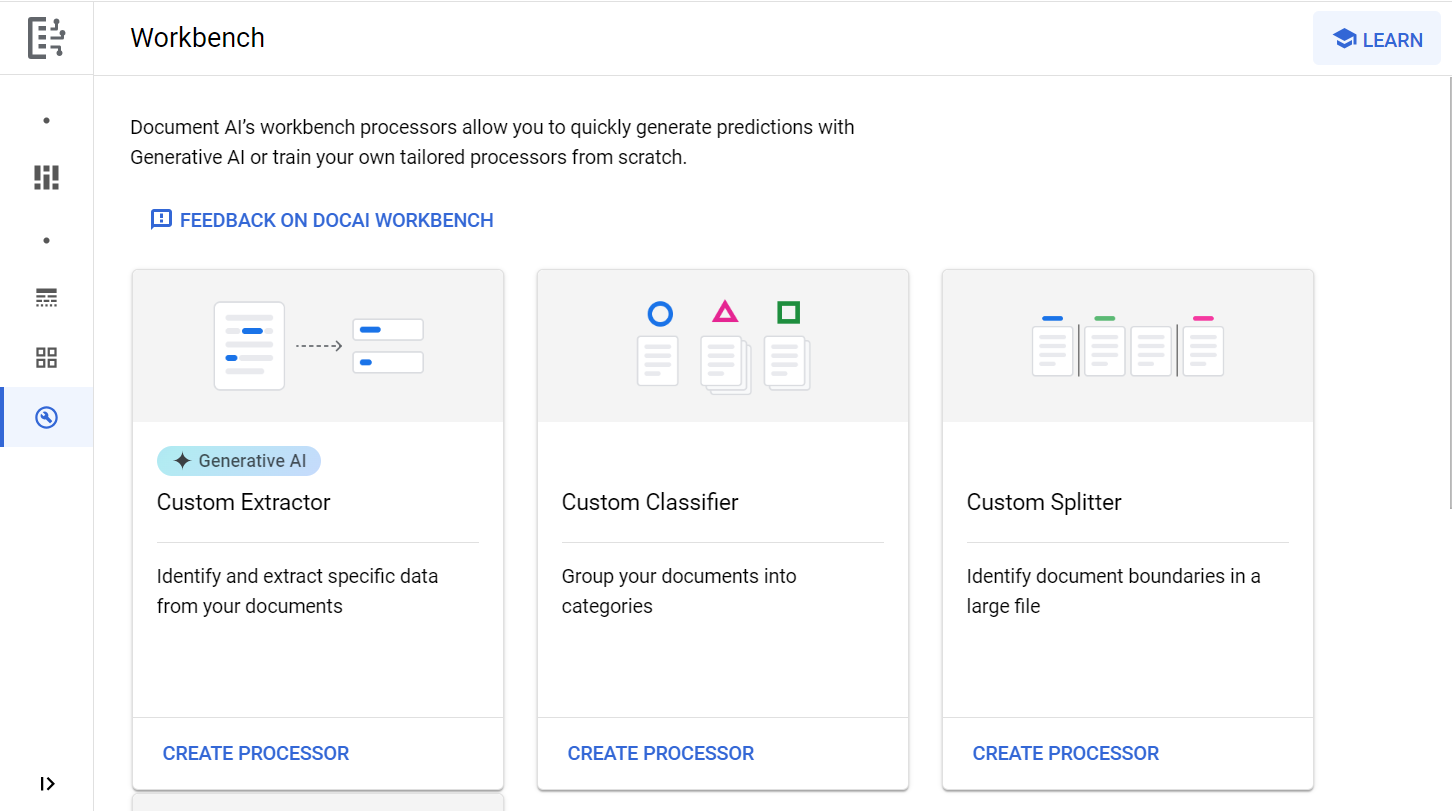 Workbench
LEARN
Document AI’s workbench processors allow you to quickly generate predictions with
Generative AI or train your own tailored processors from scratch.
FEEDBACK ON DOCAI WORKBENCH
Generative AI
Custom Extractor
Identify and extract specific data
from your documents
CREATE PROCESSOR
Custom Classifier
Group your documents into
categories
CREATE PROCESSOR
Custom Splitter
Identify document boundaries in a
large file
CREATE PROCESSOR